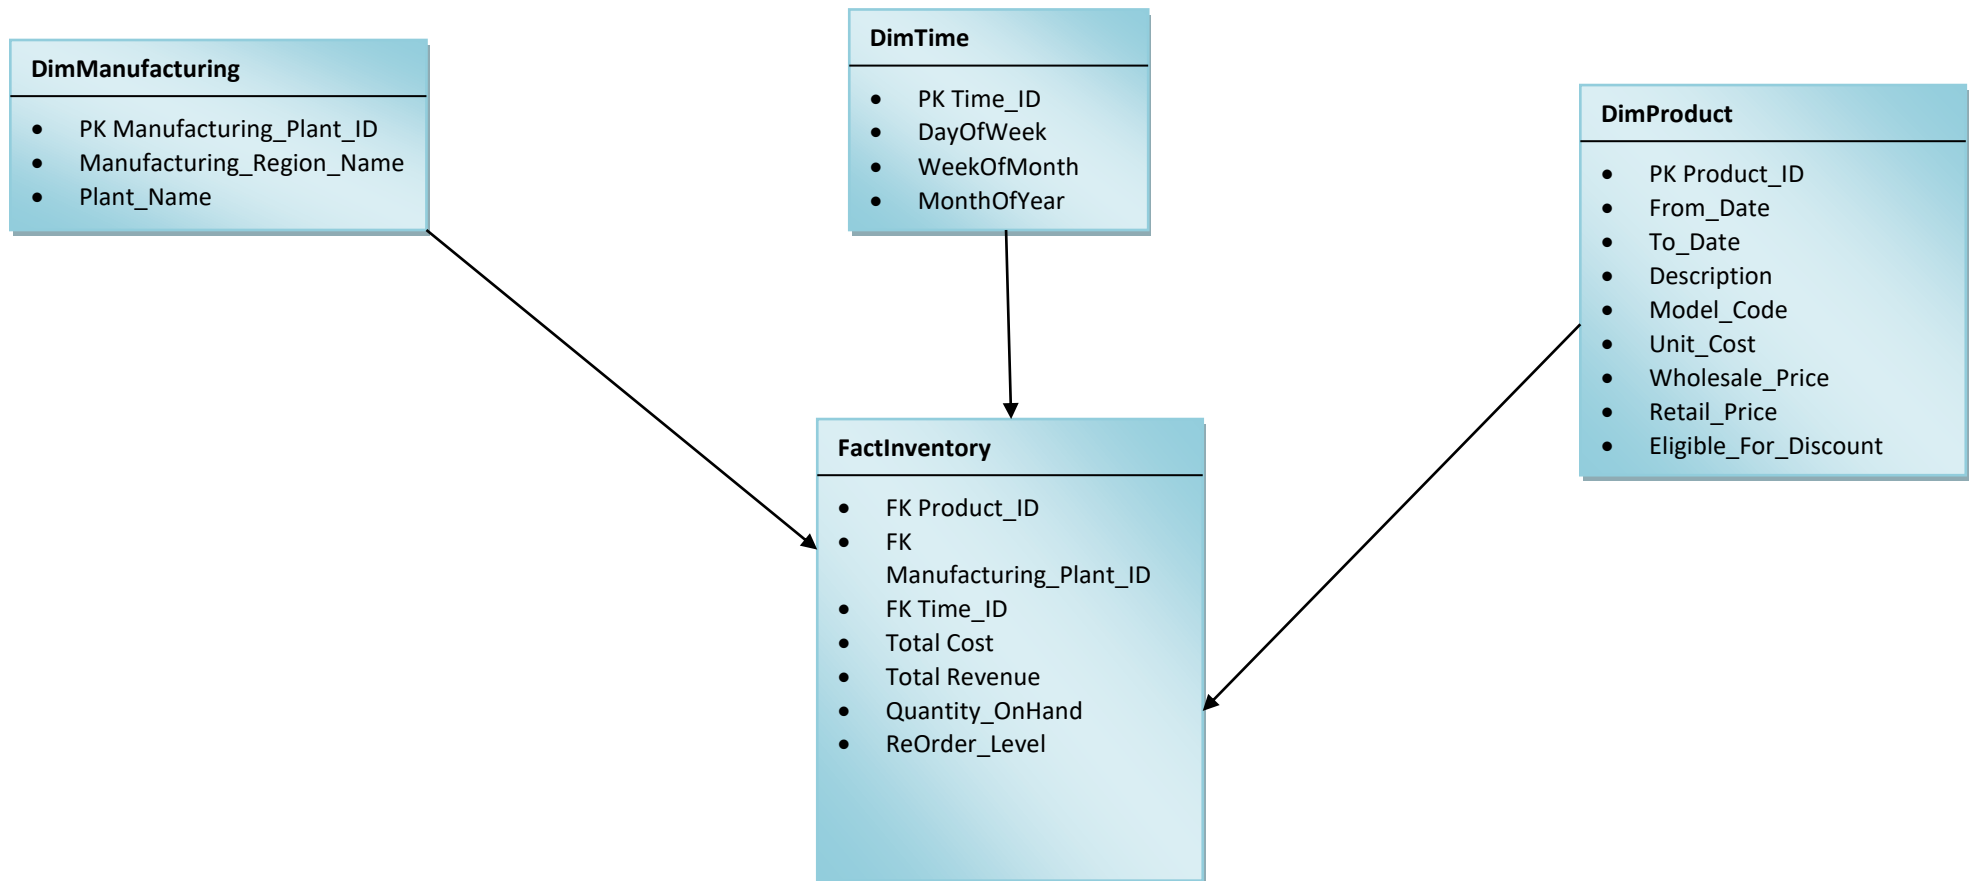 DimManufacturing
• PK Manufacturing_Plant_ID
• Manufacturing_Region_Name
• Plant_Name
DimTime
• PK Time_ID
• DayOfWeek
• WeekOfMonth
• MonthOfYear
DimProduct
• PK Product_ID
• From_Date
• To_Date
• Description
• Model_Code
• Unit_Cost
• Wholesale_Price
• Retail_Price
• Eligible_For_Discount
FactInventory
• FK Product_ID
• FK
Manufacturing_Plant_ID
• FK Time_ID
• Total Cost
• Total Revenue
• Quantity_OnHand
• ReOrder_Level